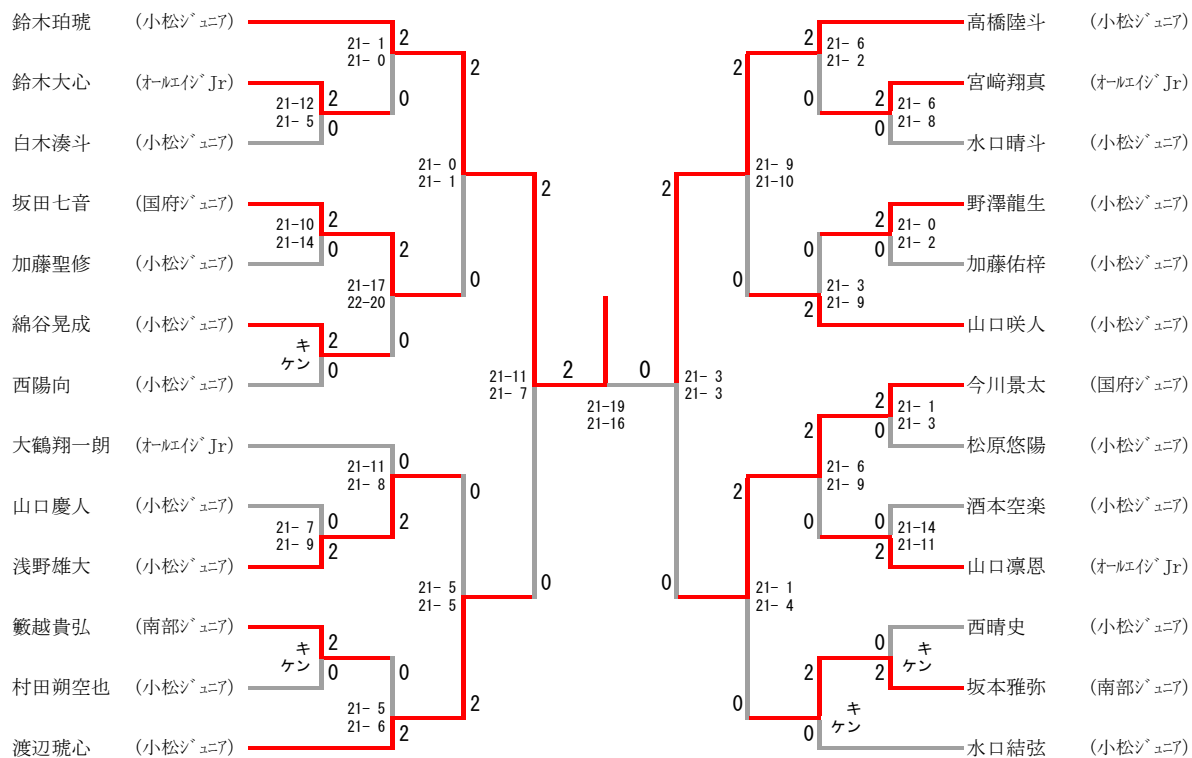 鈴木珀琥 (小松ジュニア)
21- 1
21- 0
2
2
鈴木大心 (オールエイジJr)
21-12
21- 5
2
0
0
白木湊斗 (小松ジュニア)
21- 0
21- 1
2
坂田七音 (国府ジュニア)
21-10
21-14
2
0
2
加藤聖修 (小松ジュニア)
21-17
22-20
0
綿谷晃成 (小松ジュニア)
キ
ケン
2
0
0
西陽向 (小松ジュニア)
21-11
21- 7
2
0
21-19
21-16
大鶴翔一朗 (オールエイジJr)
21-11
21- 8
0
0
山口慶人 (小松ジュニア)
21- 7
21- 9
0
2
2
浅野雄大 (小松ジュニア)
21- 5
21- 5
0
籔越貴弘 (南部ジュニア)
キ
ケン
2
0
0
村田朔空也 (小松ジュニア)
21- 5
21- 6
2
2
渡辺琥心 (小松ジュニア)
高橋陸斗 (小松ジュニア)
2
21- 6
21- 2
2
宮﨑翔真 (オールエイジJr)
0
2
0
21- 6
21- 8
水口晴斗 (小松ジュニア)
2
21- 9
21-10
野澤龍生 (小松ジュニア)
2
0
21- 0
21- 2
0
加藤佑梓 (小松ジュニア)
0
21- 3
21- 9
2
山口咲人 (小松ジュニア)
21- 3
21- 3
今川景太 (国府ジュニア)
2
0
21- 1
21- 3
2
松原悠陽 (小松ジュニア)
2
21- 6
21- 9
酒本空楽 (小松ジュニア)
0
0
2
21-14
21-11
山口凛恩 (オールエイジJr)
0
21- 1
21- 4
西晴史 (小松ジュニア)
0
2
キ
ケン
2
坂本雅弥 (南部ジュニア)
0
0
キ
ケン
水口結弦 (小松ジュニア)